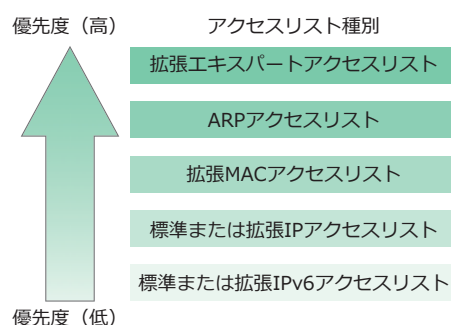 優先度（高）
アクセスリスト種別
拡張エキスパートアクセスリスト
ARPアクセスリスト
拡張MACアクセスリスト
標準または拡張IPアクセスリスト
標準または拡張IPv6アクセスリスト
優先度（低）